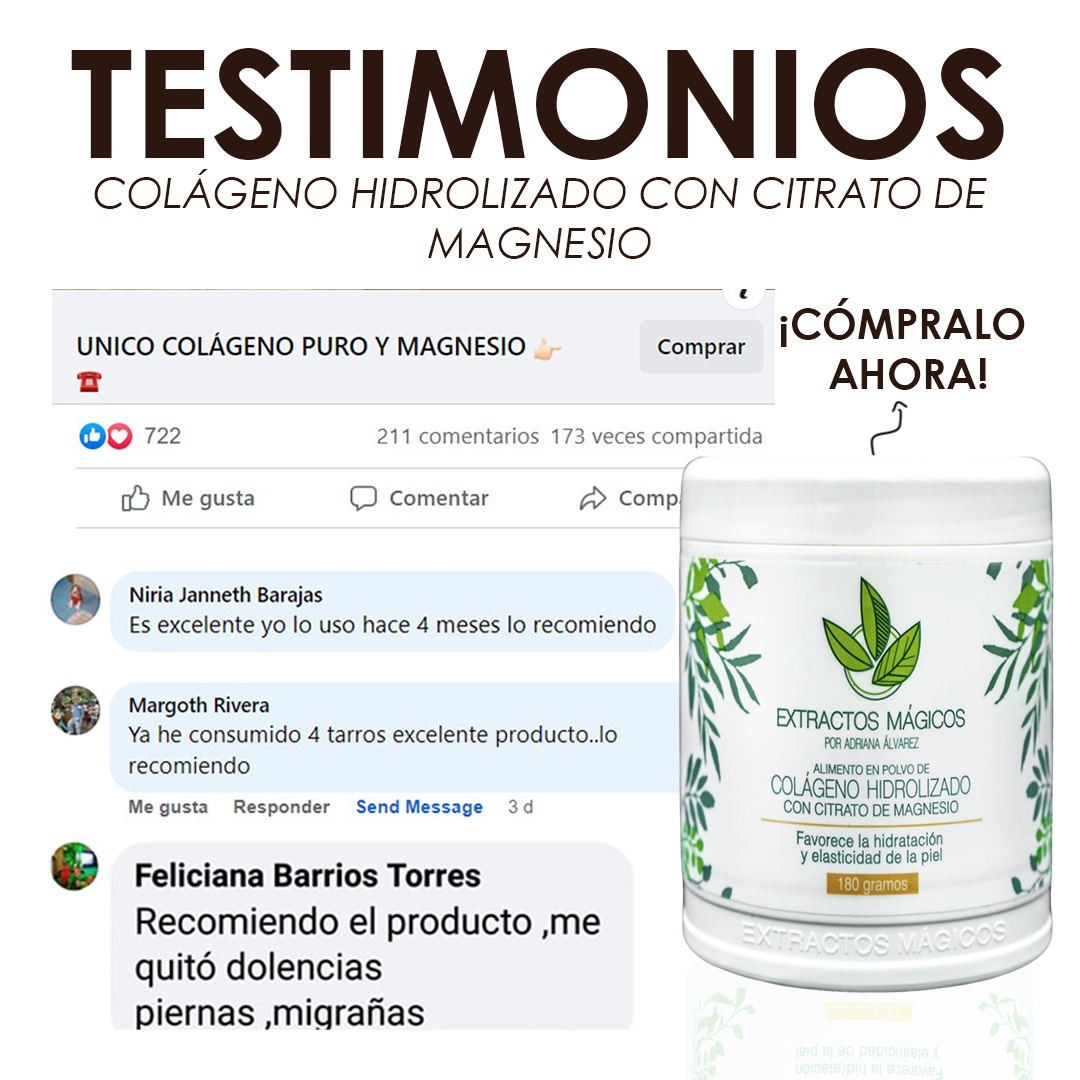 TESTIMONIOS
COLÁGENO HIDROLIZADO CON CITRATO DE
MAGNESIO
UNICO COLÁGENO PURO Y MAGNESIO 👉🏻
☎️
Comprar
¡CÓMPRALO
AHORA!
722
211 comentarios 173 veces compartida
Me gusta
Comentar
Niria Janneth Barajas
Es excelente yo lo uso hace 4 meses lo recomiendo
Margoth Rivera
Ya he consumido 4 tarros excelente producto..lo
recomiendo
Me gusta Responder Send Message 3 d
Feliciana Barrios Torres
Recomiendo el producto ,me
quitó dolencias
piernas ,migrañas
EXTRACTOS MÁGICOS
POR ADRIANA ÁLVAREZ
ALIMENTO EN POLVO DE
COLÁGENO HIDROLIZADO
CON CITRATO DE MAGNESIO
Favorece la hidratación
y elasticidad de la piel
180 gramos
EXTRACTOS MÁGICOS